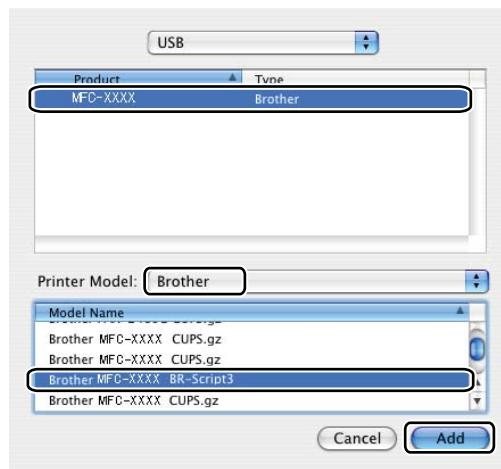 USB
Product Type
MFC-XXXX Brother
Printer Model: Brother
Model Name
Brother MFC-XXXX CUPS.gz
Brother MFC-XXXX CUPS.gz
Brother MFC-XXXX BR-Script3
Brother MFC-XXXX CUPS.gz
Cancel Add